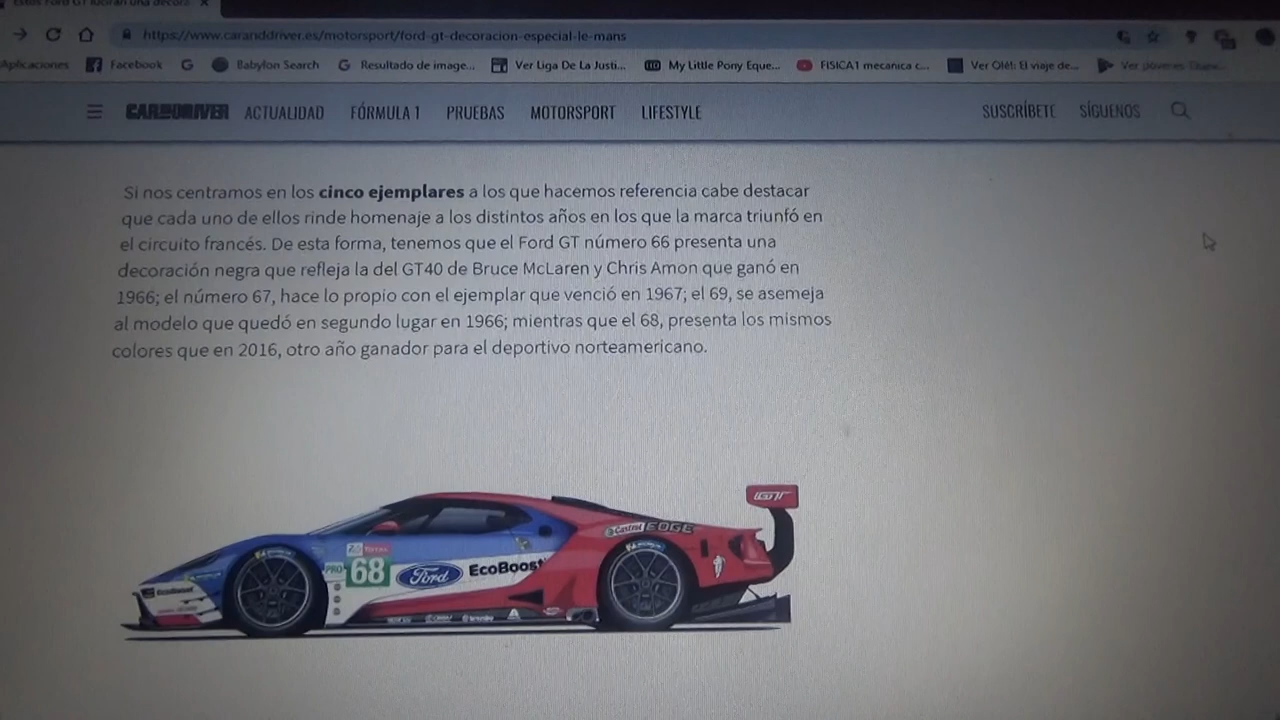 https://www.caranddriver.es/motorsport/ford-gt-decoracion-especial-le-mans
Aplicaciones Facebook Babylon Search Resultado de image... Ver Liga De La Justi... My Little Pony Eque... FISICA1 mecanica c... Ver Olé!: El viaje de...
CAR AND DRIVER ACTUALIDAD FÓRMULA 1 PRUEBAS MOTORSPORT LIFESTYLE SUSCRÍBETE SÍGUENOS
Si nos centramos en los cinco ejemplares a los que hacemos referencia cabe destacar
que cada uno de ellos rinde homenaje a los distintos años en los que la marca triunfó en
el circuito francés. De esta forma, tenemos que el Ford GT número 66 presenta una
decoración negra que refleja la del GT40 de Bruce McLaren y Chris Amon que ganó en
1966; el número 67, hace lo propio con el ejemplar que venció en 1967; el 69, se asemeja
al modelo que quedó en segundo lugar en 1966; mientras que el 68, presenta los mismos
colores que en 2016, otro año ganador para el deportivo norteamericano.
GT
Castrol EDGE
TOTAL
PRO 68 Ford EcoBoost
EcoBoost